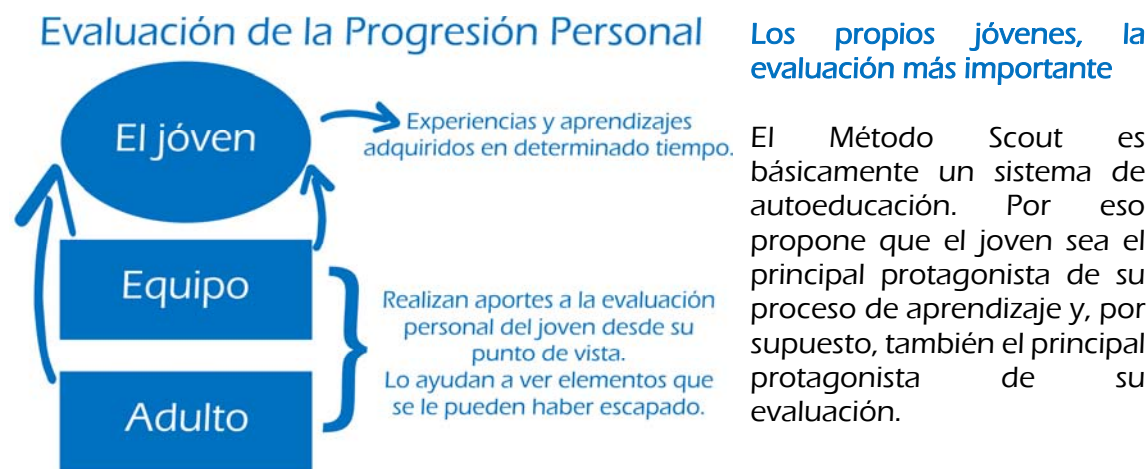 Evaluación de la Progresión Personal
El jóven
Experiencias y aprendizajes
adquiridos en determinado tiempo.
Equipo
Adulto
Realizan aportes a la evaluación
personal del joven desde su
punto de vista.
Lo ayudan a ver elementos que
se le pueden haber escapado.
Los propios jóvenes, la
evaluación más importante
El Método Scout es
básicamente un sistema de
autoeducación. Por eso
propone que el joven sea el
principal protagonista de su
proceso de aprendizaje y, por
supuesto, también el principal
protagonista de su
evaluación.